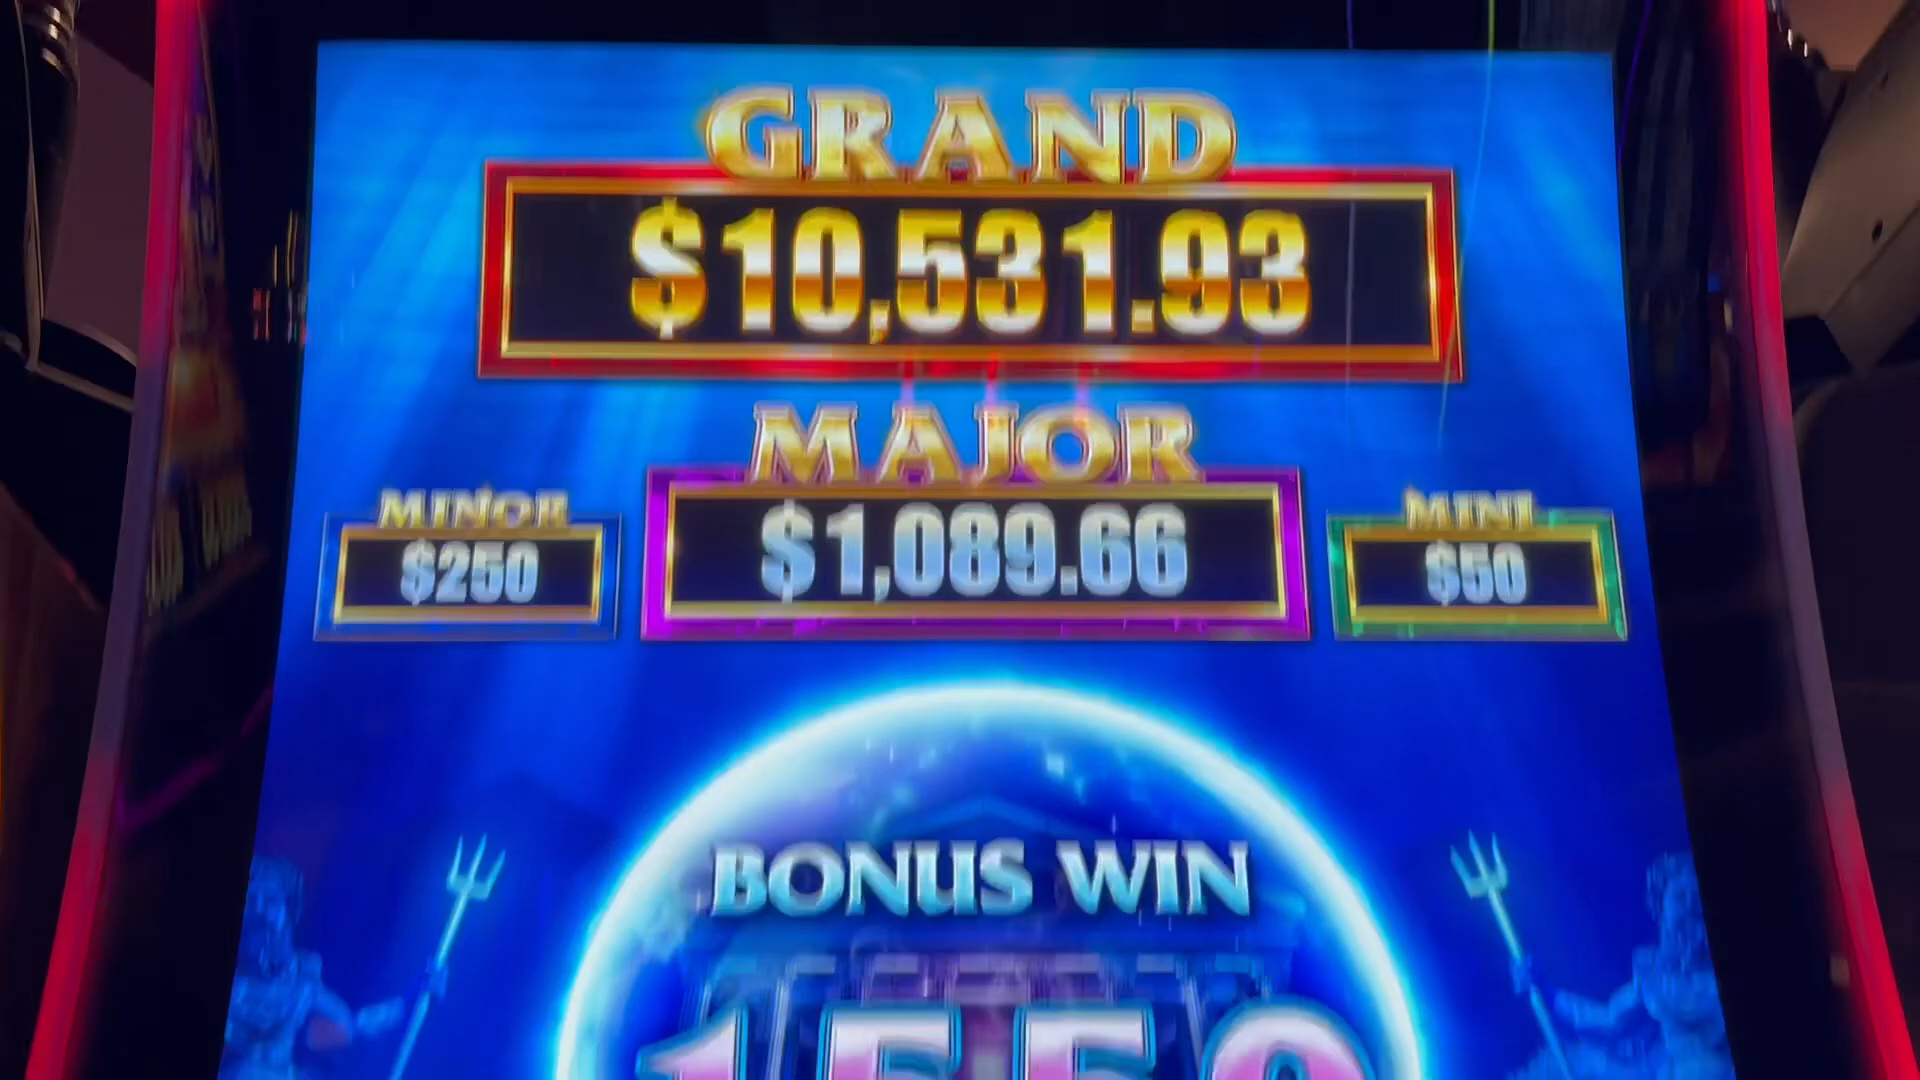 GRAND
$10,531.93
MAJOR
MINOR
$1,089.66
MINI
$250
$50
BONUS WIN